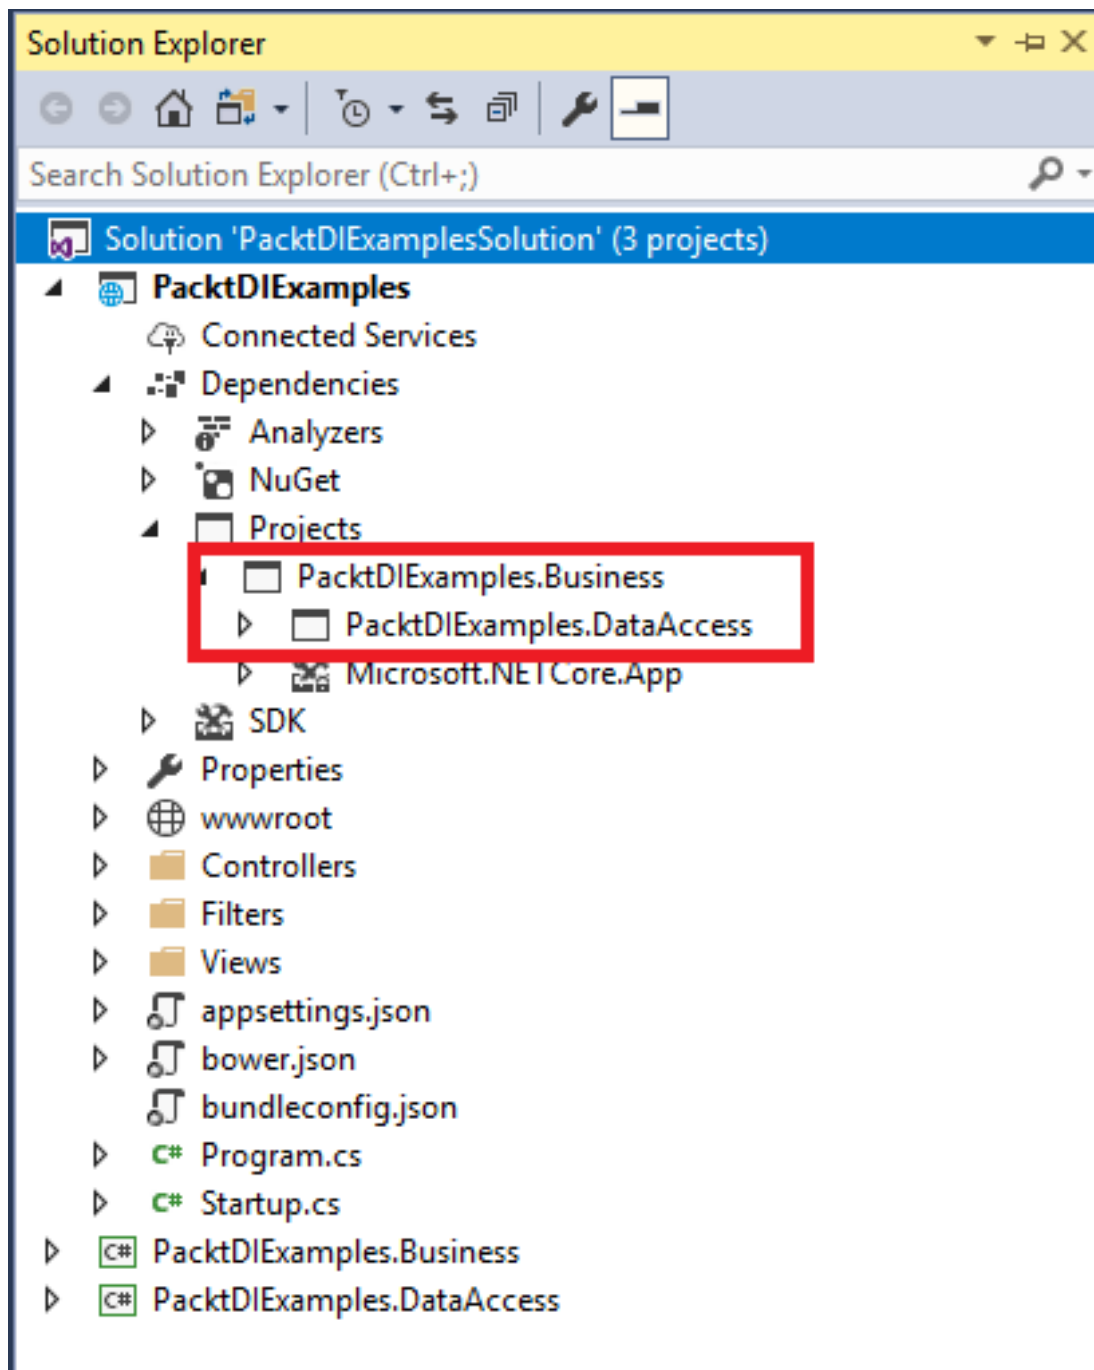 Solution Explorer
Search Solution Explorer (Ctrl+;)
Solution 'PacktDIExamplesSolution' (3 projects)
PacktDIExamples
Connected Services
Dependencies
Analyzers
NuGet
Projects
PacktDIExamples.Business
PacktDIExamples.DataAccess
Microsoft.NETCore.App
SDK
Properties
wwwroot
Controllers
Filters
Views
appsettings.json
bower.json
bundleconfig.json
C# Program.cs
C# Startup.cs
C# PacktDIExamples.Business
C# PacktDIExamples.DataAccess